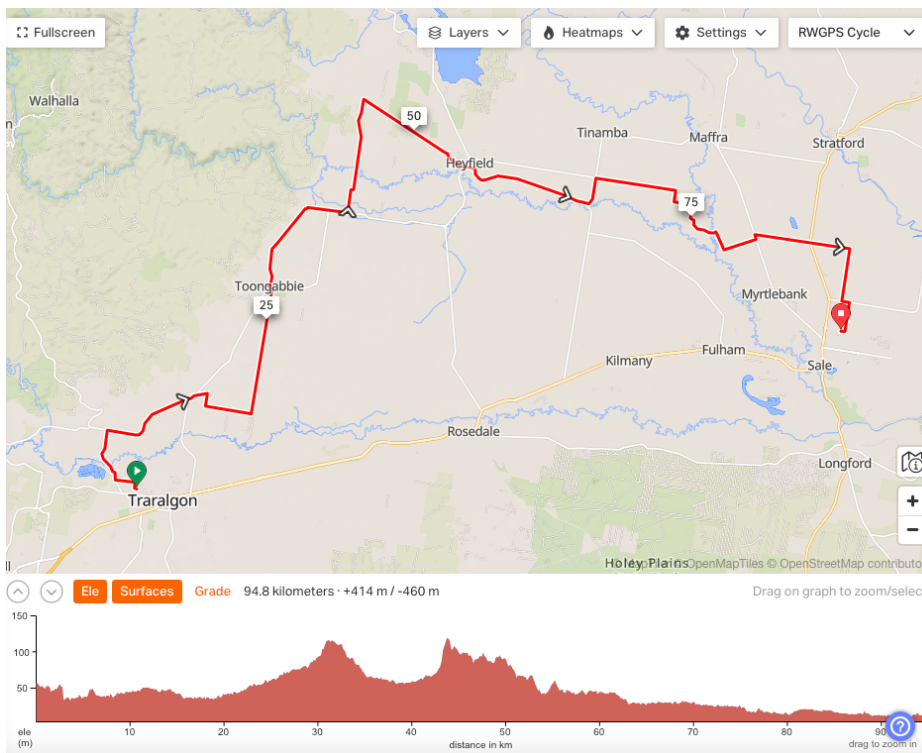 Fullscreen
Layers
Heatmaps
Settings
RWGPS Cycle
Walhalla
50
Tinamba
Maffra
Stratford
Heyfield
75
Toongabbie
25
Myrtlebank
Kilmany
Fulham
Sale
Rosedale
Longford
Traralgon
Holey Plains
© OpenMapTiles © OpenStreetMap contributo
Ele
Surfaces
Grade
94.8 kilometers · +414 m / -460 m
Drag on graph to zoom/selec
150
100
50
ele
(m)
10
20
30
40
50
60
70
80
distance in km
drag to zoom in